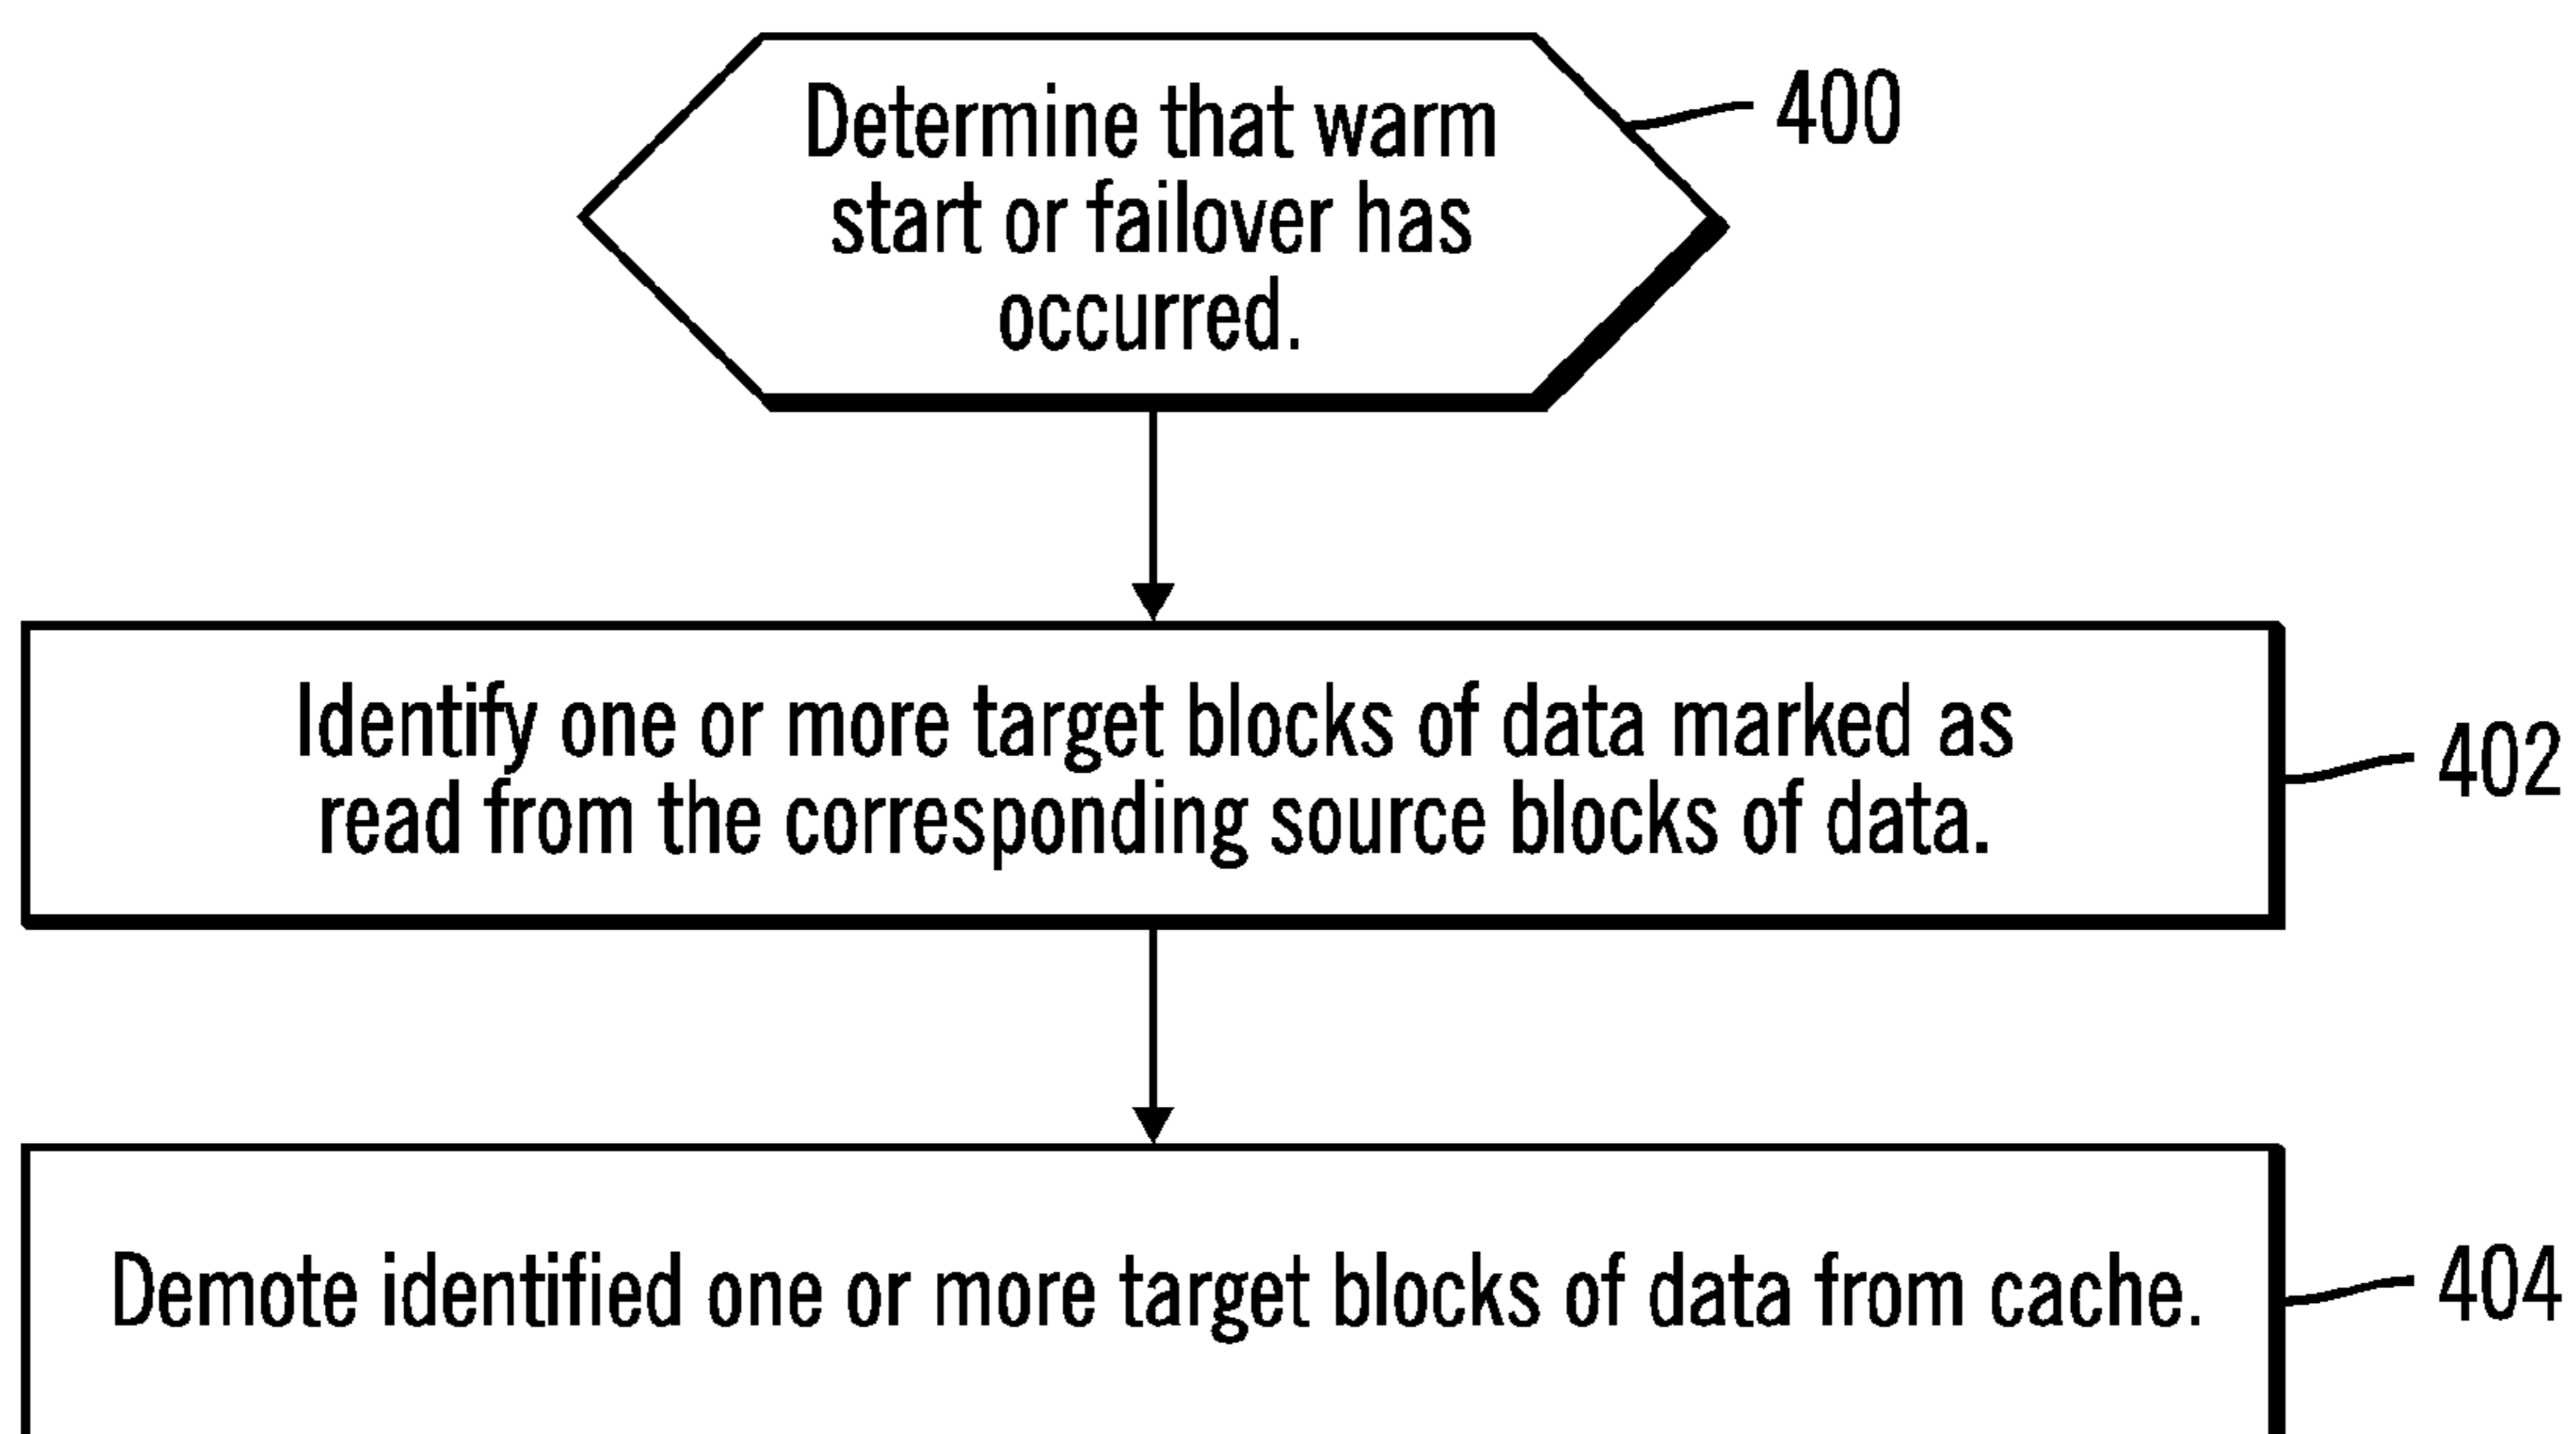 Determine that warm
start or failover has
occurred.
400
Identify one or more target blocks of data marked as
read from the corresponding source blocks of data.
402
Demote identified one or more target blocks of data from cache.
404